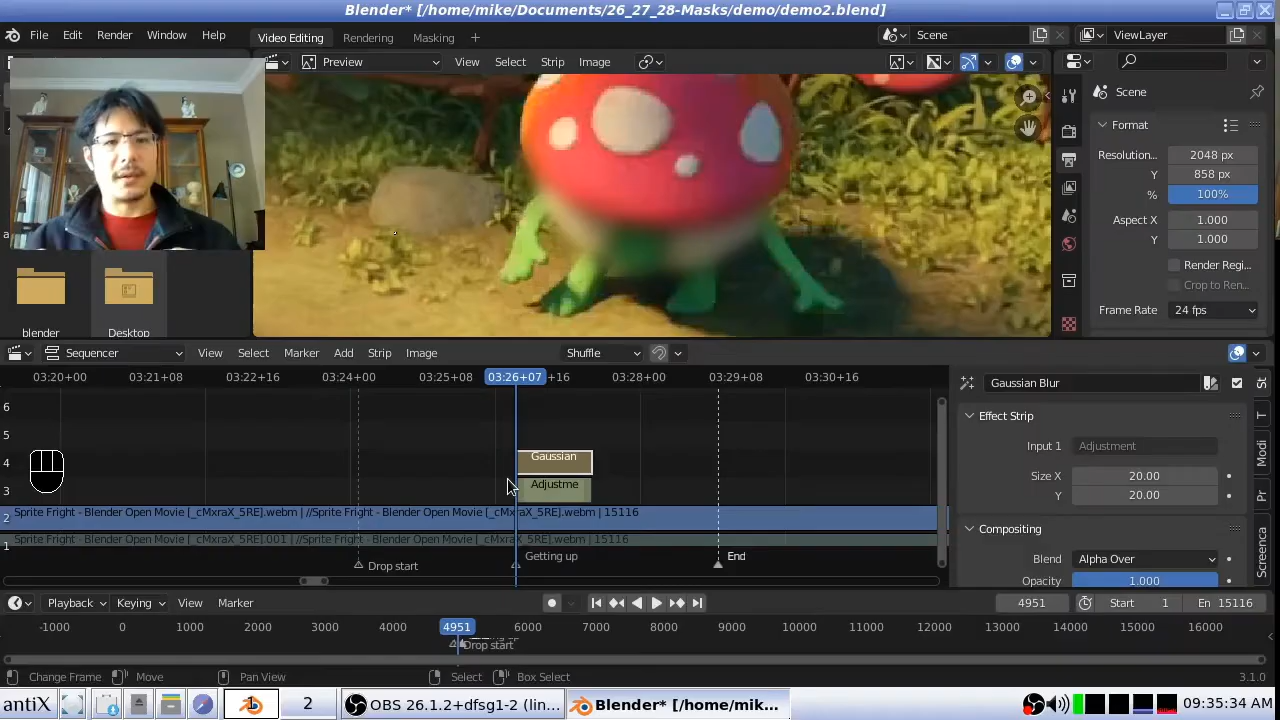 Blender* [/home/mike/Documents/26_27_28-Masks/demo/demo2.blend]
File Edit Render Window Help Video Editing Rendering Masking + Scene ViewLayer
Preview View Select Strip Image
Scene
Format
Resolution... 2048 px
Y 858 px
% 100%
Aspect X 1.000
Y 1.000
Render Regi...
Crop to Ren...
Frame Rate 24 fps
blender Desktop
Sequencer View Select Marker Add Strip Image Shuffle
03:20+00 03:21+08 03:22+16 03:24+00 03:25+08 03:26+07 +16 03:28+00 03:29+08 03:30+16
Gaussian Blur
6
Effect Strip
5
Input 1 Adjustment
4 Gaussian
Size X 20.00
3 Adjustme
Y 20.00
2 Sprite Fright - Blender Open Movie [_cMxraX_5RE].webm | //Sprite Fright - Blender Open Movie [_cMxraX_5RE].webm | 15116
Compositing
1 Sprite Fright - Blender Open Movie [_cMxraX_5RE].001 | //Sprite Fright - Blender Open Movie [_cMxraX_5RE].webm | 15116
Drop start Getting up End
Blend Alpha Over
Opacity 1.000
St
T
Modi
Pr
Screenca
Playback Keying View Marker 4951 Start 1 En 15116
-1000 0 1000 2000 3000 4000 4951 6000 7000 8000 9000 10000 11000 12000 13000 14000 15000 16000
Drop start
Change Frame Move Pan View Select Box Select 3.1.0
antiX 1 2 OBS 26.1.2+dfsg1-2 (lin... Blender* [/home/mik... 09:35:34 AM